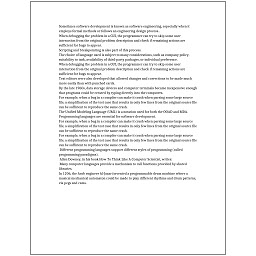 Sometimes software development is known as software engineering, especially when it
employs formal methods or follows an engineering design process.
When debugging the problem in a GUI, the programmer can try to skip some user
interaction from the original problem description and check if remaining actions are
sufficient for bugs to appear.
Scripting and breakpointing is also part of this process.
The choice of language used is subject to many considerations, such as company policy,
suitability to task, availability of third-party packages, or individual preference.
When debugging the problem in a GUI, the programmer can try to skip some user
interaction from the original problem description and check if remaining actions are
sufficient for bugs to appear.
Text editors were also developed that allowed changes and corrections to be made much
more easily than with punched cards.
By the late 1960s, data storage devices and computer terminals became inexpensive enough
that programs could be created by typing directly into the computers.
For example, when a bug in a compiler can make it crash when parsing some large source
file, a simplification of the test case that results in only few lines from the original source file
can be sufficient to reproduce the same crash.
The Unified Modeling Language (UML) is a notation used for both the OOAD and MDA.
Programming languages are essential for software development.
For example, when a bug in a compiler can make it crash when parsing some large source
file, a simplification of the test case that results in only few lines from the original source file
can be sufficient to reproduce the same crash.
For example, when a bug in a compiler can make it crash when parsing some large source
file, a simplification of the test case that results in only few lines from the original source file
can be sufficient to reproduce the same crash.
Different programming languages support different styles of programming (called
programming paradigms).
Allen Downey, in his book How To Think Like A Computer Scientist, writes:
Many computer languages provide a mechanism to call functions provided by shared
libraries.
In 1206, the Arab engineer Al-Jazari invented a programmable drum machine where a
musical mechanical automaton could be made to play different rhythms and drum patterns,
via pegs and cams.